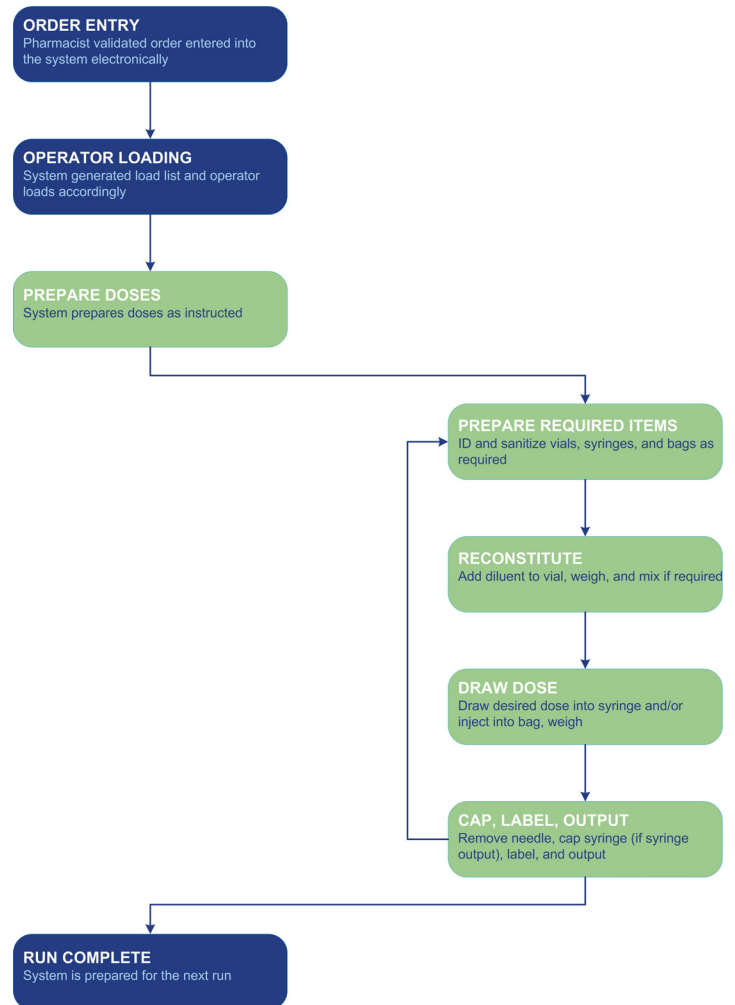 ORDER ENTRY
Pharmacist validated order entered into
the system electronically
OPERATOR LOADING
System generated load list and operator
loads accordingly
PREPARE DOSES
System prepares doses as instructed
PREPARE REQUIRED ITEMS
ID and sanitize vials, syringes, and bags as
required
RECONSTITUTE
Add diluent to vial, weigh, and mix if required
DRAW DOSE
Draw desired dose into syringe and/or
inject into bag, weigh
CAP, LABEL, OUTPUT
Remove needle, cap syringe (if syringe
output), label, and output
RUN COMPLETE
System is prepared for the next run